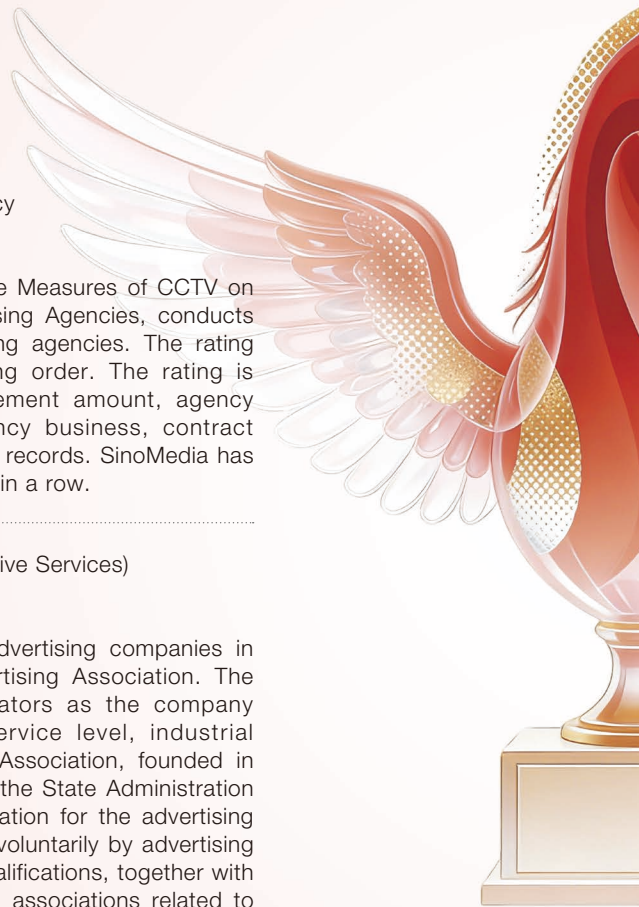 cy
e Measures of CCTV on
sing Agencies, conducts
ng agencies. The rating
ng order. The rating is
ement amount, agency
ncy business, contract
records. SinoMedia has
in a row.
ive Services)
dvertising companies in
rtising Association. The
ators as the company
ervice level, industrial
Association, founded in
the State Administration
ation for the advertising
voluntarily by advertising
alifications, together with
associations related to